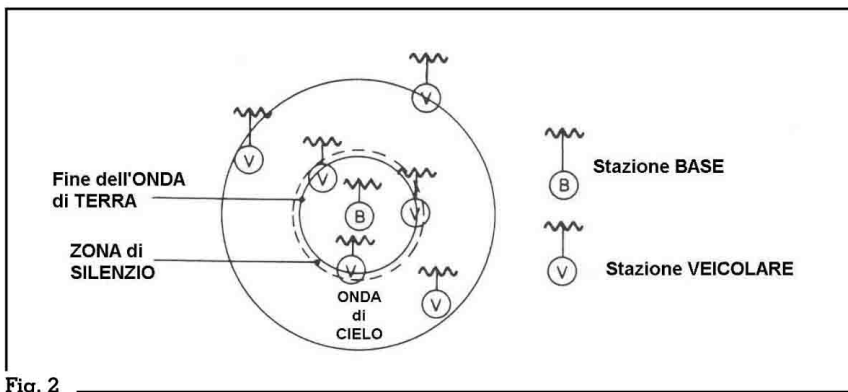 V
V
V
Fine dell'ONDA
di TERRA
B
V
ZONA di
SILENZIO
V
ONDA
di
CIELO
V
B
Stazione BASE
V
Stazione VEICOLARE
Fig. 2